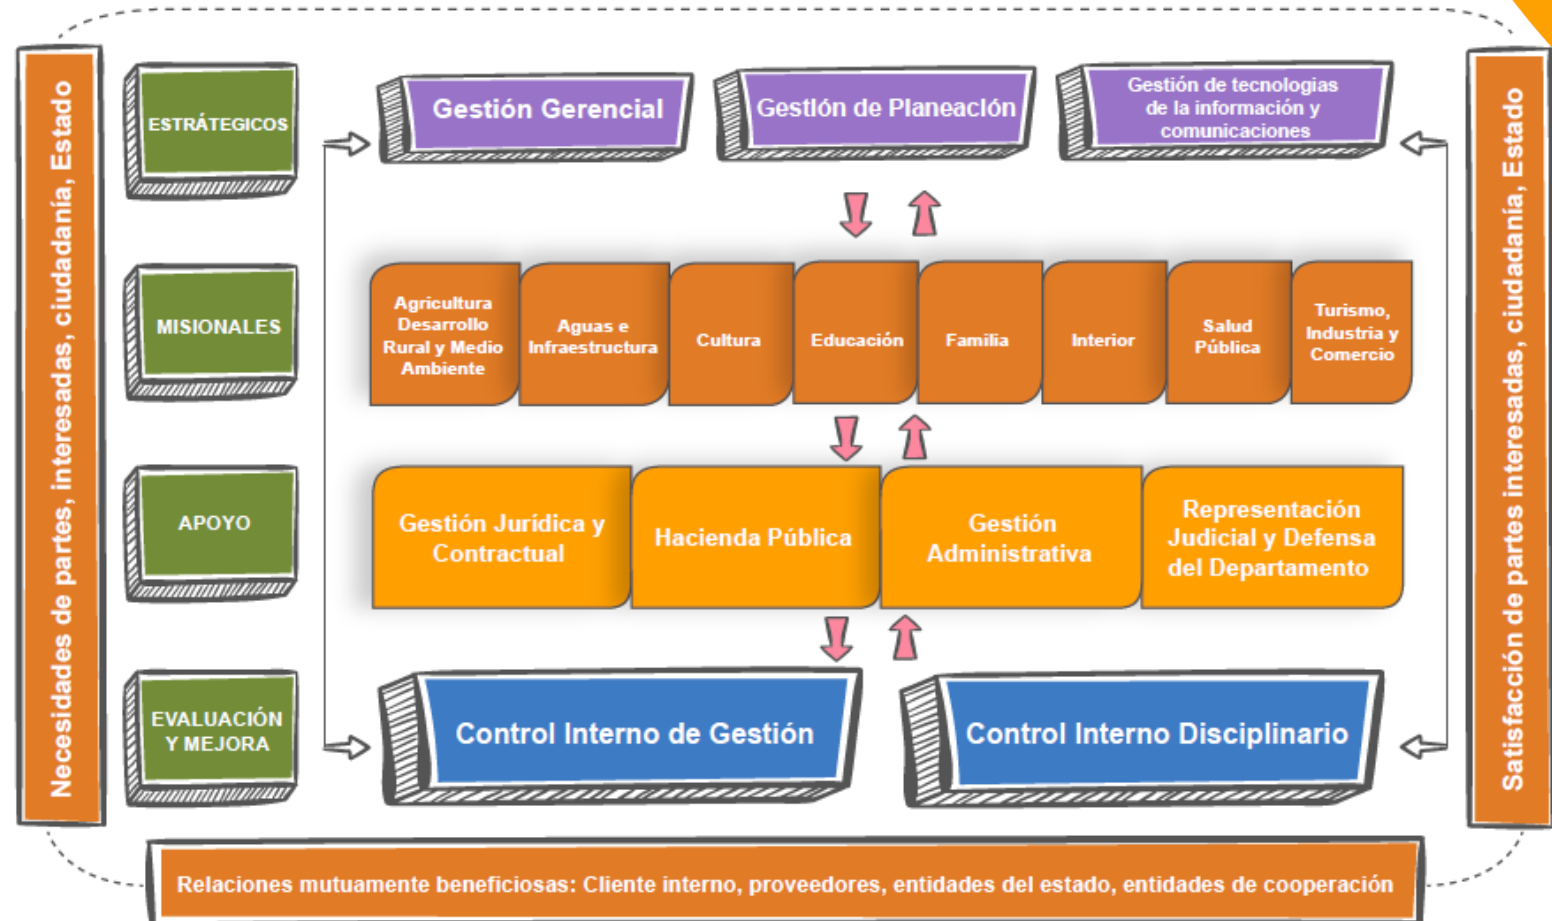 Necesidades de partes, interesadas, ciudadanía, Estado
ESTRÁTEGICOS
Gestión Gerencial
Gestión de Planeación
Gestión de tecnologias
de la información y
comunicaciones
MISIONALES
Agricultura
Desarrollo
Rural y Medio
Ambiente
Aguas e
Infraestructura
Cultura
Educación
Familia
Interior
Salud
Pública
Turismo,
Industria y
Comercio
APOYO
Gestión Jurídica y
Contractual
Hacienda Pública
Gestión
Administrativa
Representación
Judicial y Defensa
del Departamento
EVALUACIÓN
Y MEJORA
Control Interno de Gestión
Control Interno Disciplinario
Satisfacción de partes interesadas, ciudadanía, Estado
Relaciones mutuamente beneficiosas: Cliente interno, proveedores, entidades del estado, entidades de cooperación